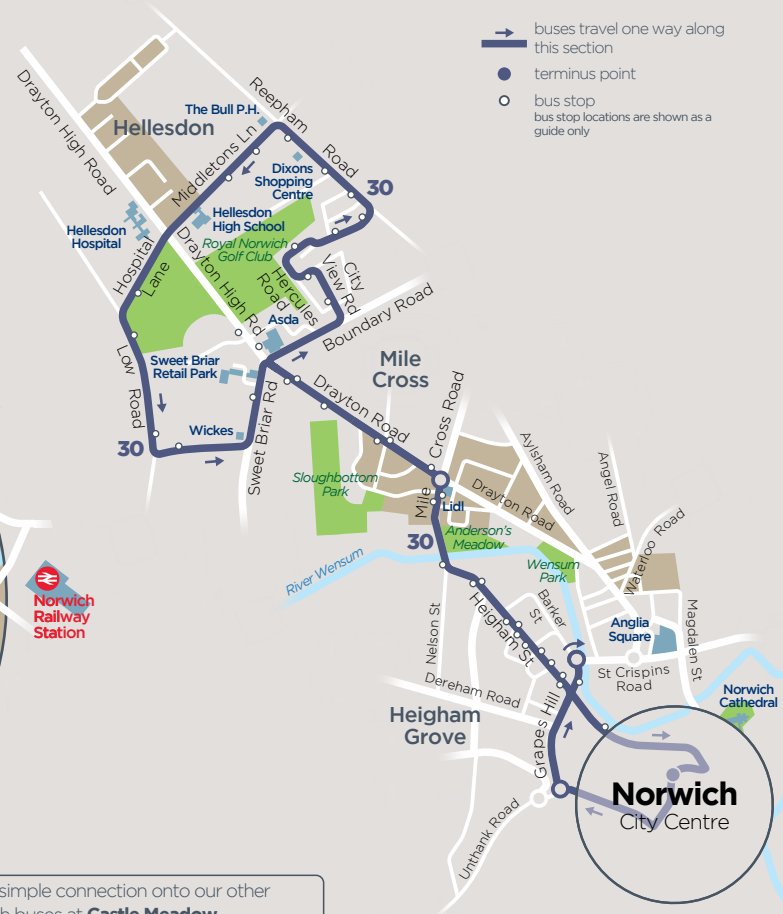 buses travel one way along
this section
terminus point
bus stop
bus stop locations are shown as a
guide only
Drayton High Road
Hellesdon
The Bull P.H.
Reepham
Road
Middletons Ln
Dixons
Shopping
Centre
30
Hellesdon
High School
Hellesdon
Hospital
Royal Norwich
Golf Club
Hospital
Lane
Drayton High Rd
Hercules
Road
City
View Rd
Asda
Boundary Road
Low
Road
Sweet Briar
Retail Park
Wickes
30
Sweet Briar Rd
Mile
Cross
Drayton Road
Mile
Cross Road
Sloughbottom
Park
Lidl
Drayton Road
Aylsham Road
Angel Road
Waterloo Road
30
Anderson's
Meadow
River Wensum
Wensum
Park
Norwich
Railway
Station
Nelson St
Heigham St
Barker
St
Anglia
Square
Magdalen St
St Crispins
Road
Dereham Road
Heigham
Grove
Grapes Hill
Norwich
Cathedral
Norwich
City Centre
Unthank Road
simple connection onto our other
buses at Castle Meadow